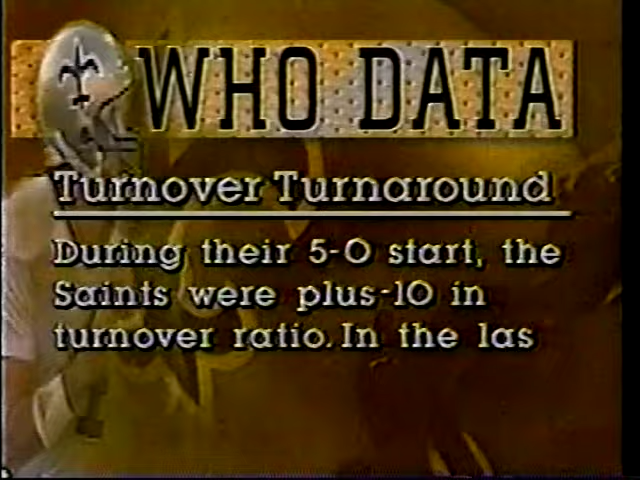 WHO DATA
Turnover Turnaround
During their 5-0 start, the
Saints were plus-10 in
turnover ratio. In the las